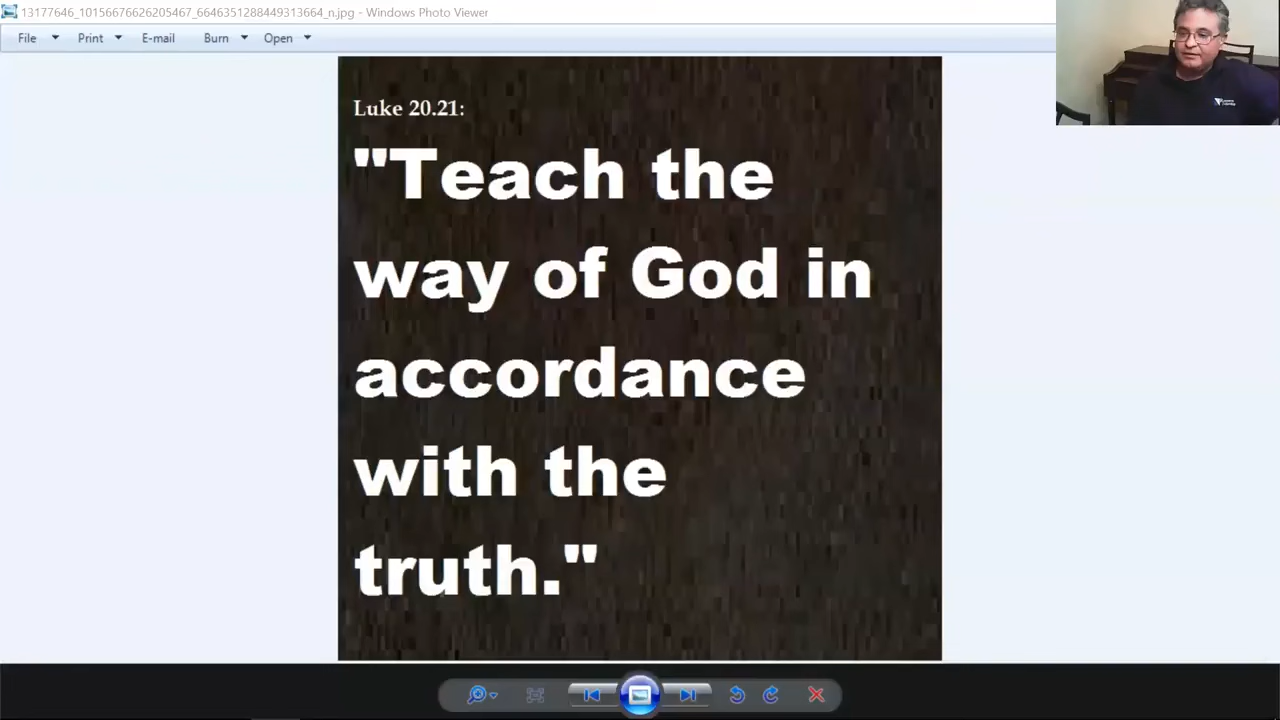 13177646_10156676626205467_6646351288449313664_n.jpg - Windows Photo Viewer
File Print E-mail Burn Open
Luke 20.21:
"Teach the
way of God in
accordance
with the
truth."